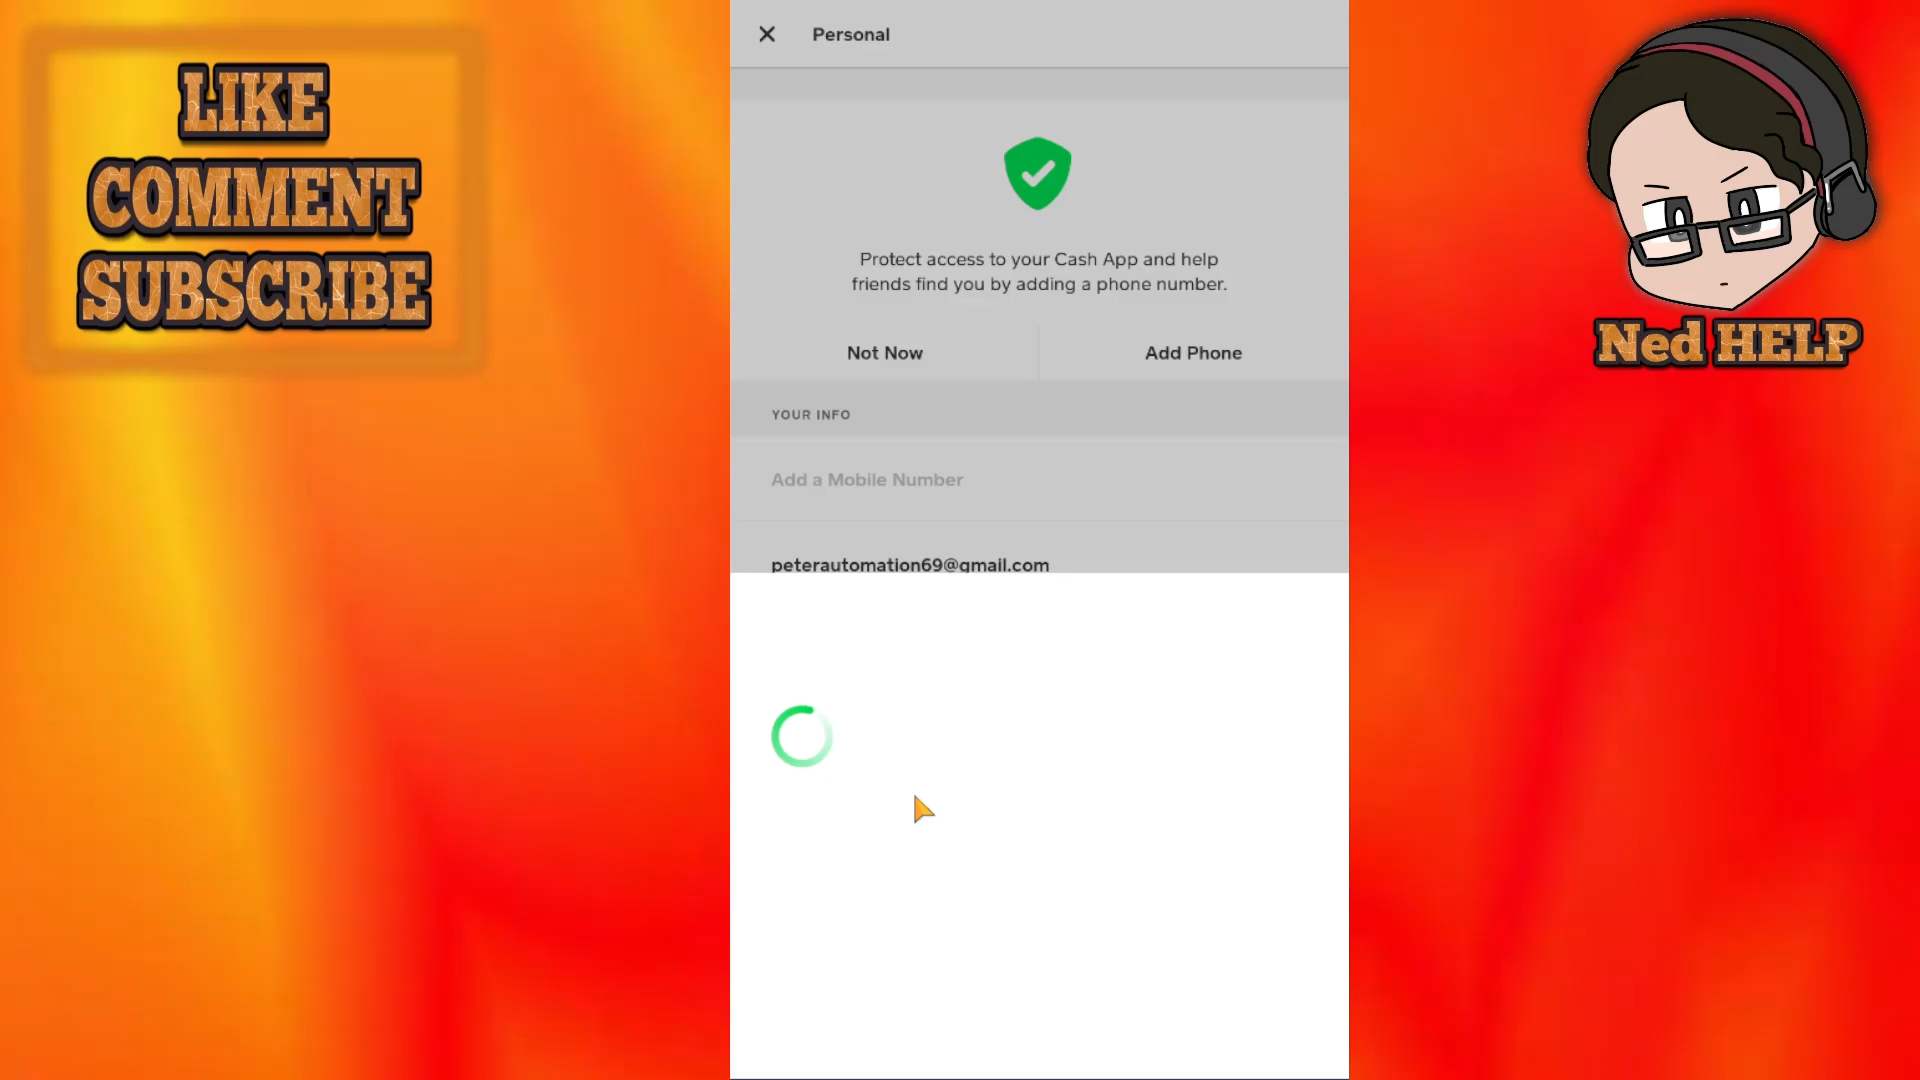 LIKE
COMMENT
SUBSCRIBE
Personal
Protect access to your Cash App and help
friends find you by adding a phone number.
Not Now
Add Phone
YOUR INFO
Add a Mobile Number
peterautomation69@gmail.com
Ned HELP